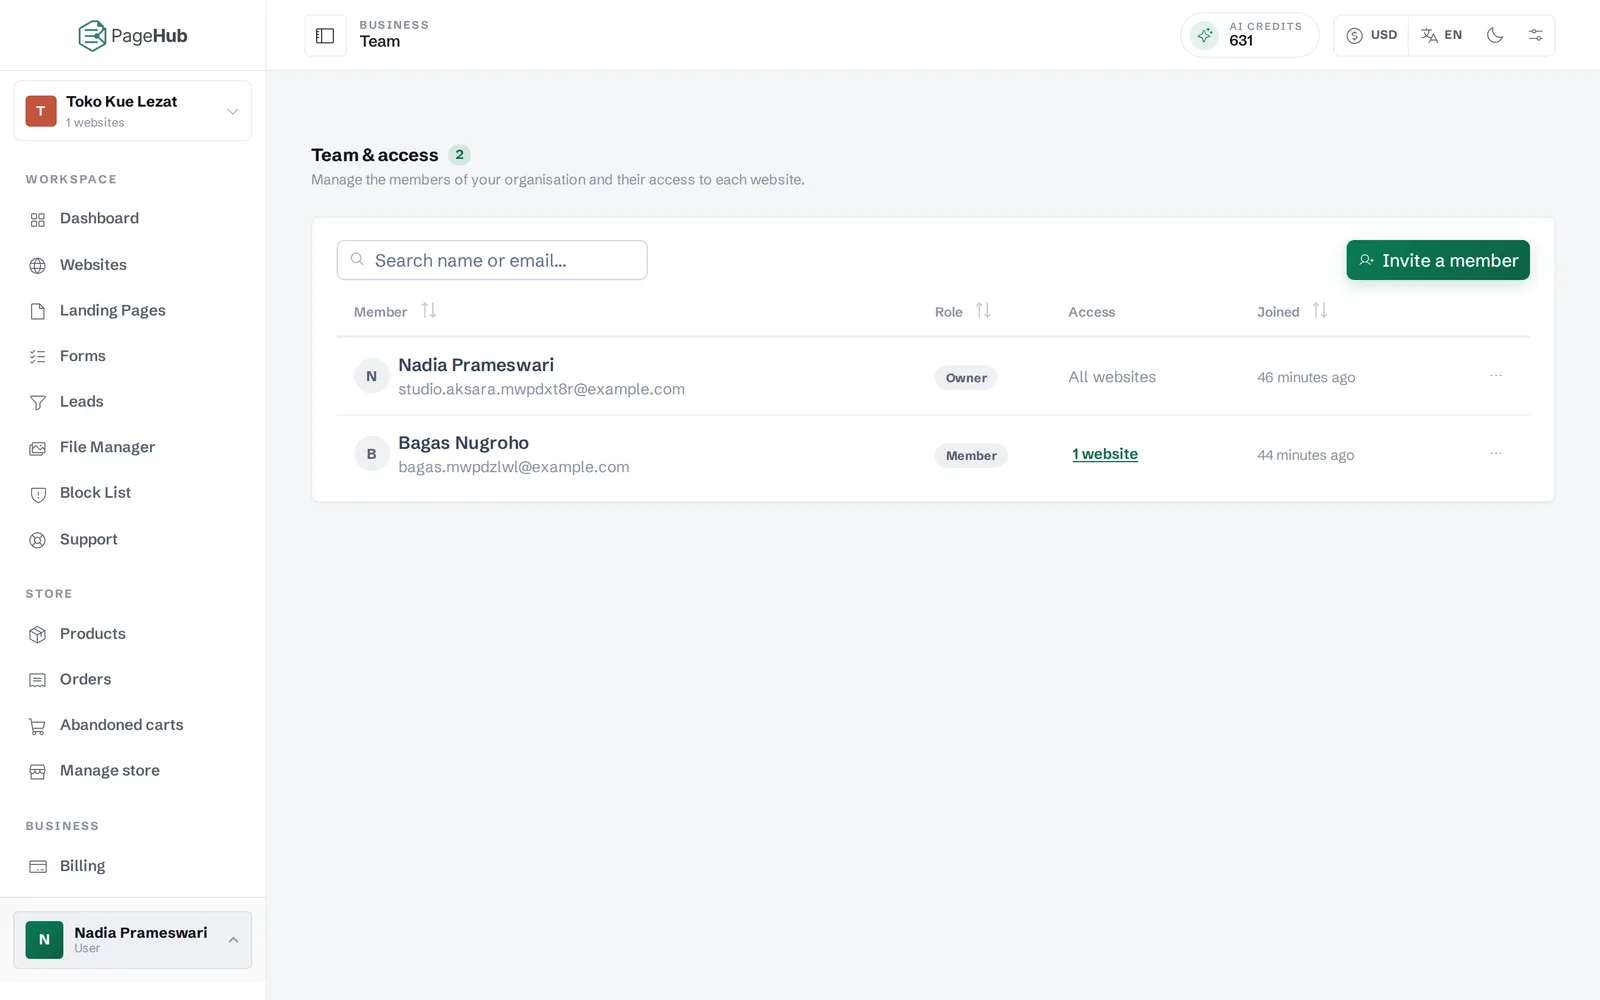 PageHub
BUSINESS
Team
AI CREDITS
631
USD
EN
T
Toko Kue Lezat
1 websites
WORKSPACE
Dashboard
Websites
Landing Pages
Forms
Leads
File Manager
Block List
Support
STORE
Products
Orders
Abandoned carts
Manage store
BUSINESS
Billing
N
Nadia Prameswari
User
Team & access 2
Manage the members of your organisation and their access to each website.
Search name or email...
Invite a member
Member Role Access Joined
N
Nadia Prameswari
studio.aksara.mwpdxt8r@example.com
Owner
All websites
46 minutes ago
B
Bagas Nugroho
bagas.mwpdzlwl@example.com
Member
1 website
44 minutes ago